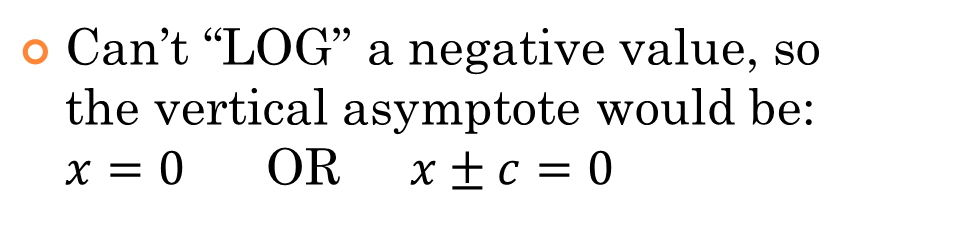 Can’t “LOG” a negative value, so
the vertical asymptote would be:
x = 0 OR x ± c = 0